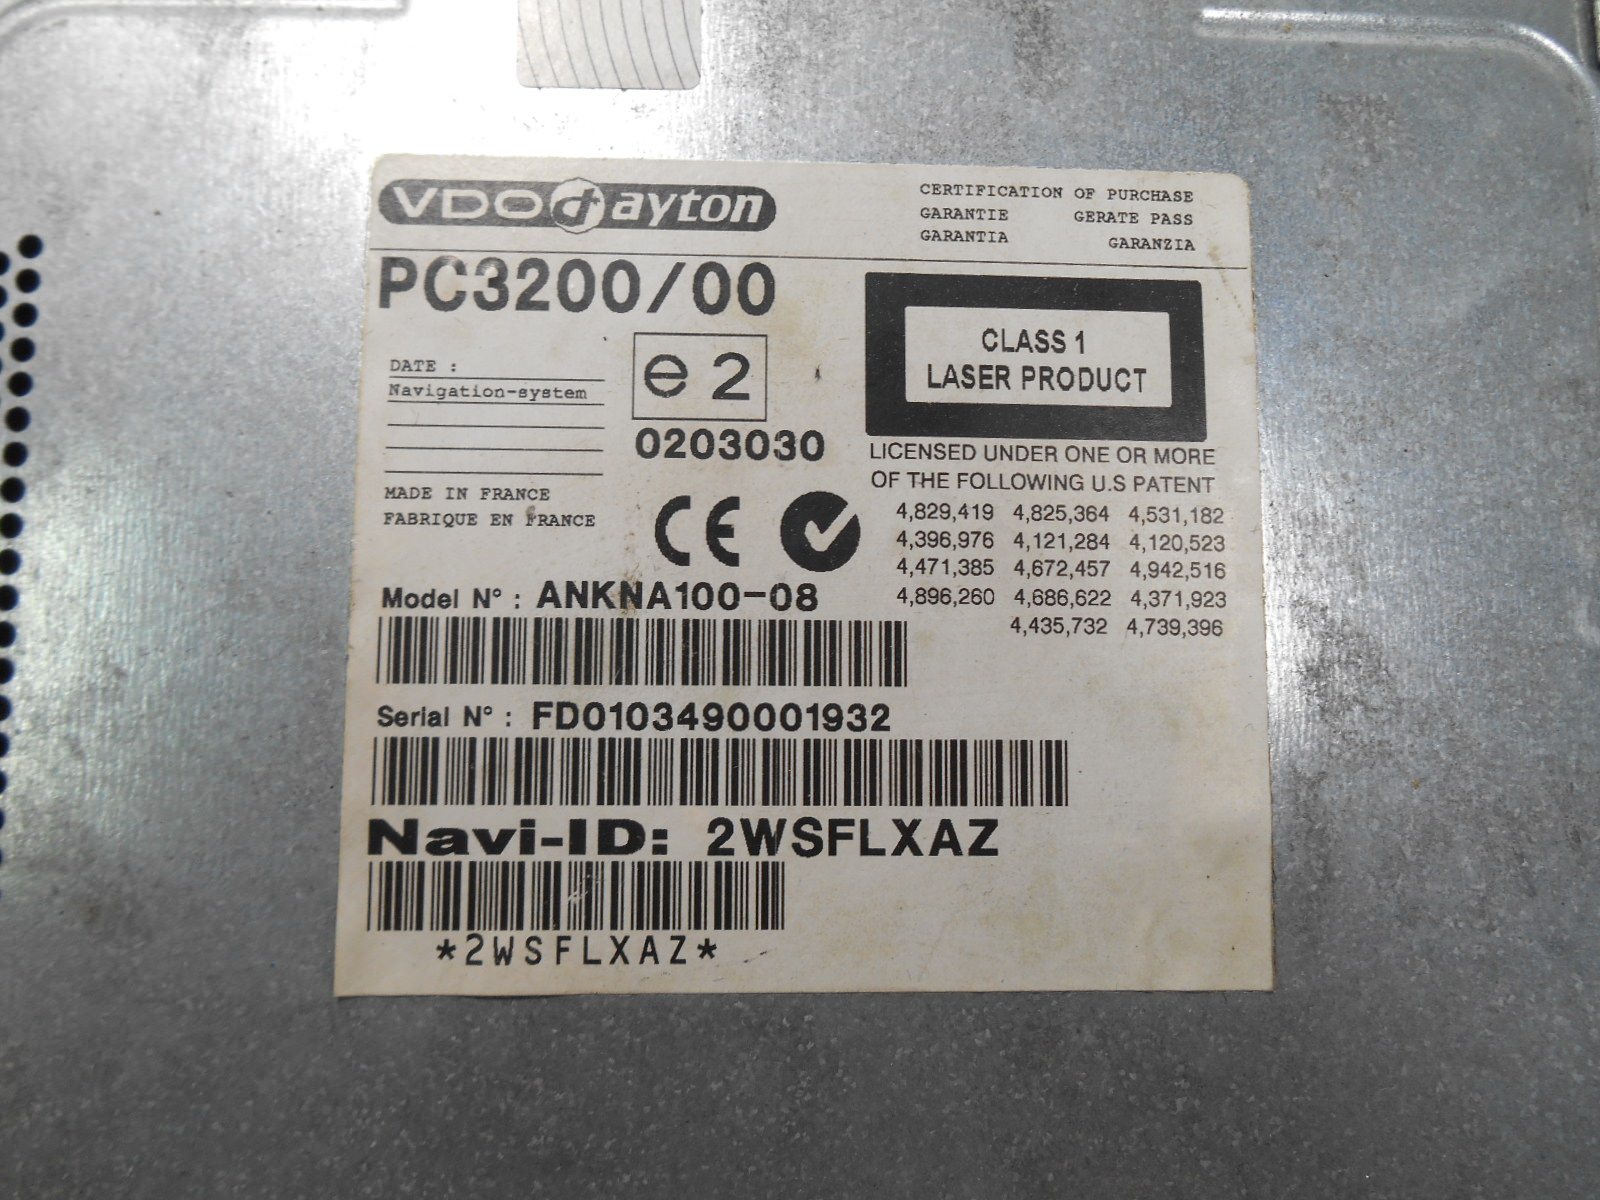 VDO dayton
CERTIFICATION OF PURCHASE
GARANTIE GERATE PASS
GARANTIA GARANZIA
PC3200/00
DATE :
Navigation-system
e2
0203030
MADE IN FRANCE
FABRIQUE EN FRANCE
CE
CLASS 1
LASER PRODUCT
LICENSED UNDER ONE OR MORE
OF THE FOLLOWING U.S PATENT
4,829,419 4,825,364 4,531,182
4,396,976 4,121,284 4,120,523
4,471,385 4,672,457 4,942,516
4,896,260 4,686,622 4,371,923
4,435,732 4,739,396
Model N° : ANKNA100-08
Serial N° : FD0103490001932
Navi-ID: 2WSFLXAZ
*2WSFLXAZ*